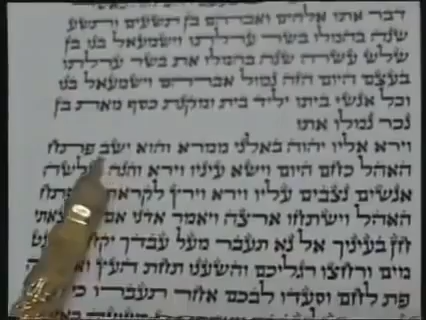 דבר אתו אלהים ואברהם בן תשעים ותשע
שנה בהמלו בשר ערלתו וישמעאל בנו בן
שלש עשרה שנה בהמלו את בשר ערלתו
בעצם היום הזה נמול אברהם וישמעאל בנו
וכל אנשי ביתו יליד בית ומקנת כסף מאת בן
נכר נמלו אתו
וירא אליו יהוה באלני ממרא והוא ישב פתח
האהל כחם היום וישא עיניו וירא והנה שלשה
אנשים נצבים עליו וירא וירץ לקראתם
האהל וישתחו ארצה ויאמר אדני אם
חן בעיניך אל נא תעבר מעל עבדך
מים ורחצו רגליכם והשענו תחת העץ
פת לחם וסעדו לבכם אחר תעברו כי